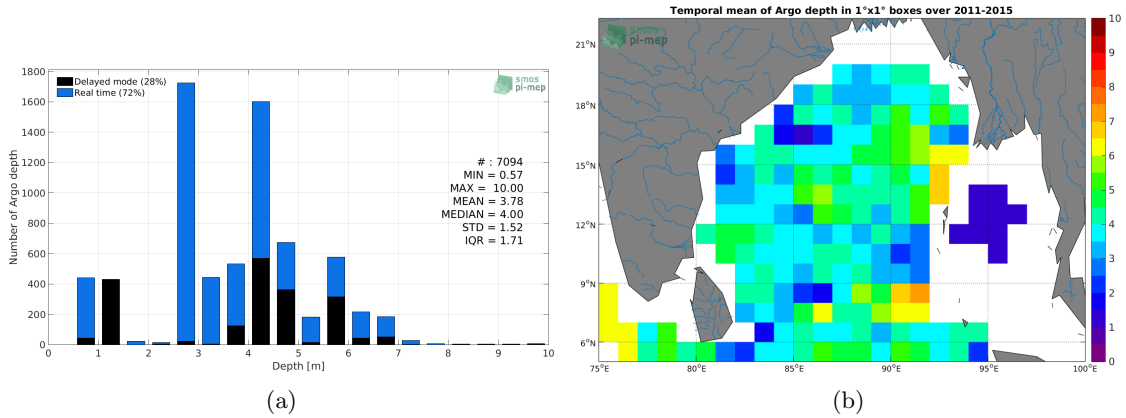 Temporal mean of Argo depth in 1°x1° boxes over 2011-2015
1800
1600
1400
1200
1000
800
600
400
200
0
Number of Argo depth
Delayed mode (28%)
Real time (72%)
smos
pi-mep
# : 7094
MIN = 0.57
MAX = 10.00
MEAN = 3.78
MEDIAN = 4.00
STD = 1.52
IQR = 1.71
0 1 2 3 4 5 6 7 8 9 10
Depth [m]
(a)
smos
pi-mep
21°N
18°N
15°N
12°N
9°N
6°N
75°E 80°E 85°E 90°E 95°E 100°E
10
9
8
7
6
5
4
3
2
1
0
(b)